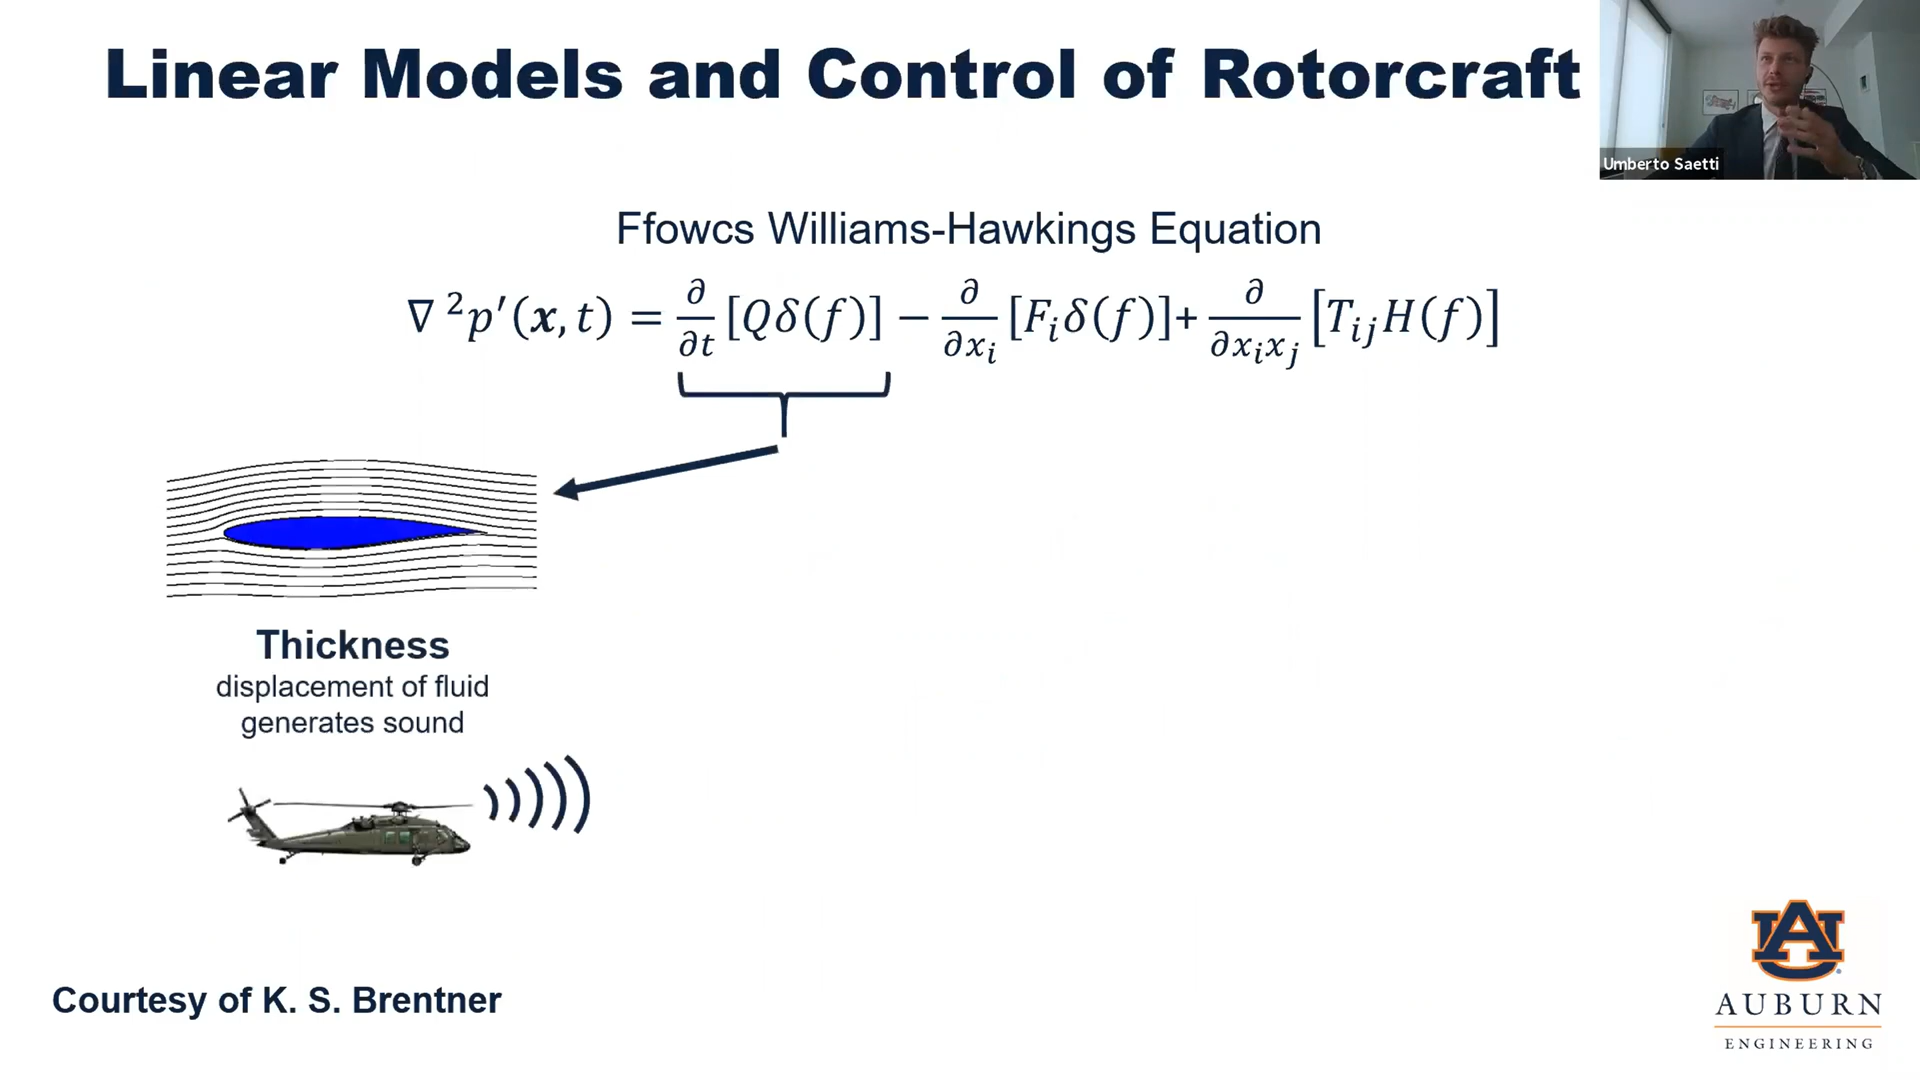 Linear Models and Control of Rotorcraft
Umberto Saetti
Ffowcs Williams-Hawkings Equation
∇ ²p′(x, t) = ∂/∂t [Qδ(f)] − ∂/∂xᵢ [Fᵢδ(f)]+ ∂/∂xᵢxⱼ [TᵢⱼH(f)]
Thickness
displacement of fluid
generates sound
Courtesy of K. S. Brentner
AUBURN
ENGINEERING